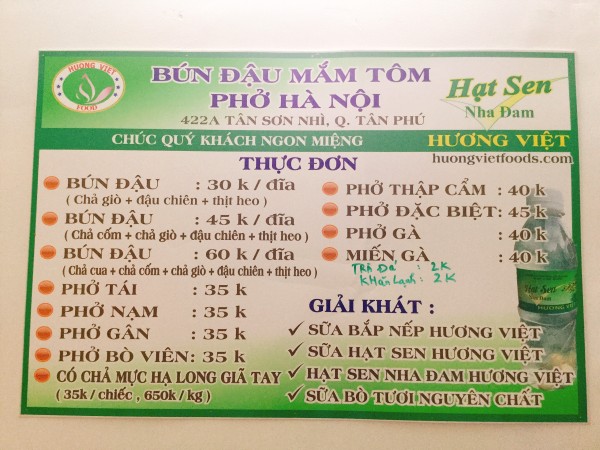 HUONG VIET
FOOD
BÚN ĐẬU MẮM TÔM
PHỞ HÀ NỘI
422A TÂN SƠN NHÌ, Q. TÂN PHÚ
Hạt Sen
Nha Đam
CHÚC QUÝ KHÁCH NGON MIỆNG
HƯƠNG VIỆT
huongvietfoods.com
THỰC ĐƠN
BÚN ĐẬU : 30 k / đĩa
( Chả giò + đậu chiên + thịt heo )
BÚN ĐẬU : 45 k / đĩa
( Chả cốm + chả giò + đậu chiên + thịt heo )
BÚN ĐẬU : 60 k / đĩa
( Chả cua + chả cốm + chả giò + đậu chiên + thịt heo )
PHỞ TÁI : 35 k
PHỞ NẠM : 35 k
PHỞ GÂN : 35 k
PHỞ BÒ VIÊN: 35 k
CÓ CHẢ MỰC HẠ LONG GIÃ TAY
( 35k / chiếc , 650k / kg )
PHỞ THẬP CẨM : 40 k
PHỞ ĐẶC BIỆT: 45 k
PHỞ GÀ : 40 k
MIẾN GÀ : 40 k
TRÀ Đá : 2K
KHĂN Lạnh : 2K
GIẢI KHÁT :
SỮA BẮP NẾP HƯƠNG VIỆT
SỮA HẠT SEN HƯƠNG VIỆT
HẠT SEN NHA ĐAM HƯƠNG VIỆT
SỮA BÒ TƯƠI NGUYÊN CHẤT
Hạt Sen
Nha Đam